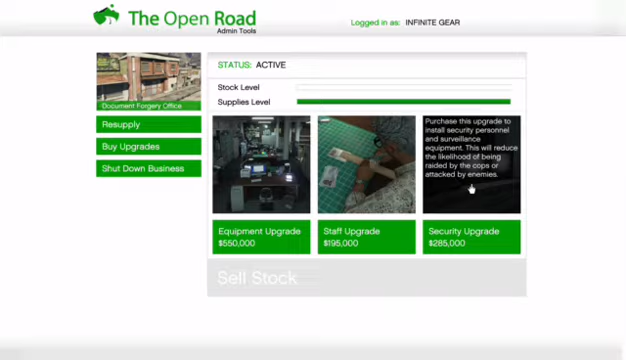 The Open Road
Admin Tools
Logged in as: INFINITE GEAR
Document Forgery Office
Resupply
Buy Upgrades
Shut Down Business
STATUS: ACTIVE
Stock Level
Supplies Level
Purchase this upgrade to
install security personnel
and surveillance
equipment. This will reduce
the likelihood of being
raided by the cops or
attacked by enemies.
Equipment Upgrade
$550,000
Staff Upgrade
$195,000
Security Upgrade
$285,000
Sell Stock